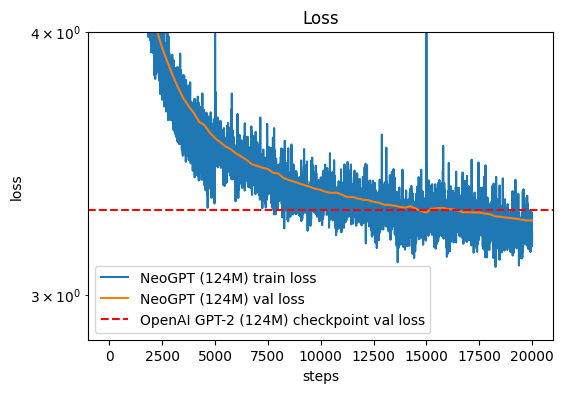 Loss
4 × 10⁰
3 × 10⁰
loss
NeoGPT (124M) train loss
NeoGPT (124M) val loss
OpenAI GPT-2 (124M) checkpoint val loss
0 2500 5000 7500 10000 12500 15000 17500 20000
steps